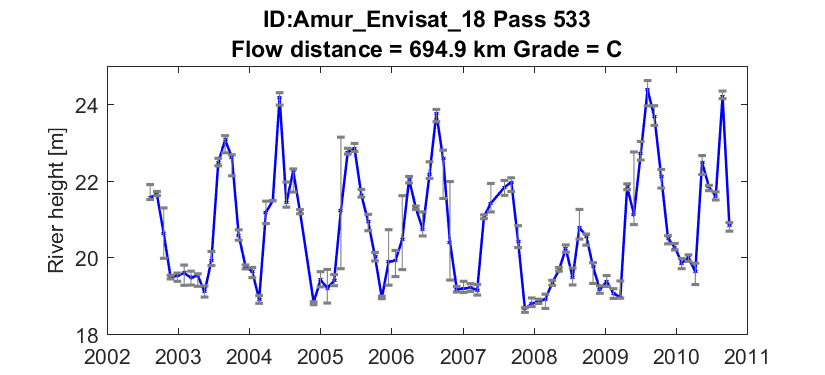 ID:Amur_Envisat_18 Pass 533
Flow distance = 694.9 km Grade = C
River height [m]
24
22
20
18
2002 2003 2004 2005 2006 2007 2008 2009 2010 2011